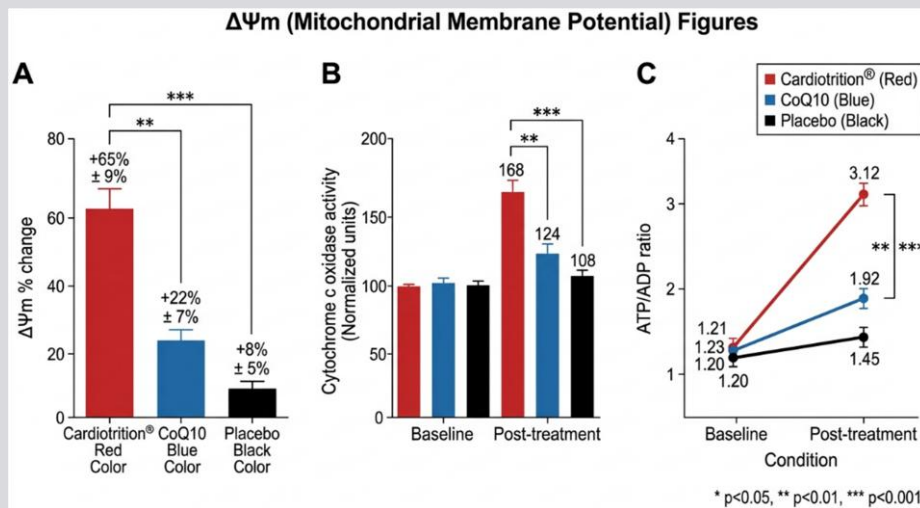 ΔΨm (Mitochondrial Membrane Potential) Figures
A
ΔΨm % change
80
60
40
20
0
***
**
+65%
± 9%
+22%
± 7%
+8%
± 5%
Cardiotrition®
Red
Color
CoQ10
Blue
Color
Placebo
Black
Color
B
Cytochrome c oxidase activity
(Normalized units)
200
150
100
50
0
***
**
168
124
108
Baseline
Post-treatment
C
Cardiotrition® (Red)
CoQ10 (Blue)
Placebo (Black)
ATP/ADP ratio
4
3
2
1
3.12
**
***
1.92
1.45
1.21
1.23
1.20
1.20
Baseline
Post-treatment
Condition
* p<0.05, ** p<0.01, *** p<0.001